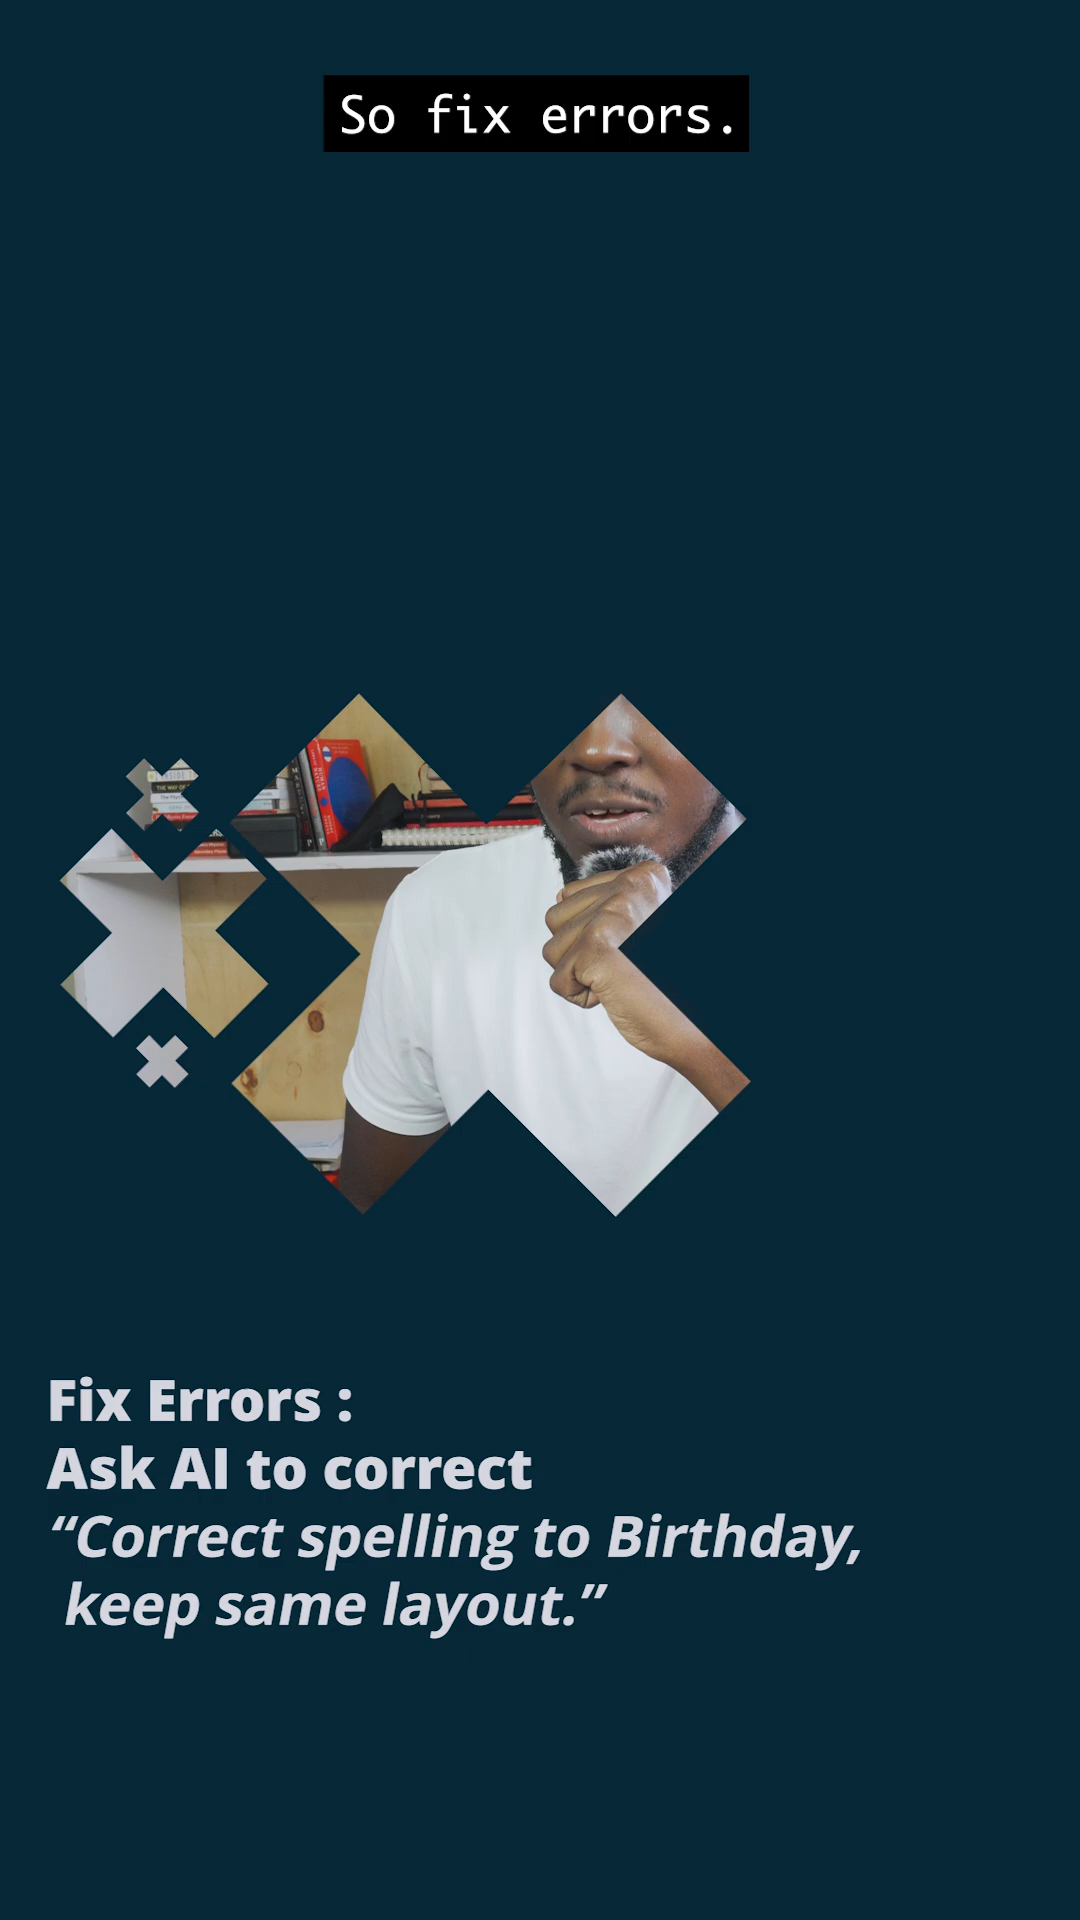 So fix errors.
Fix Errors :
Ask AI to correct
“Correct spelling to Birthday,
keep same layout.”